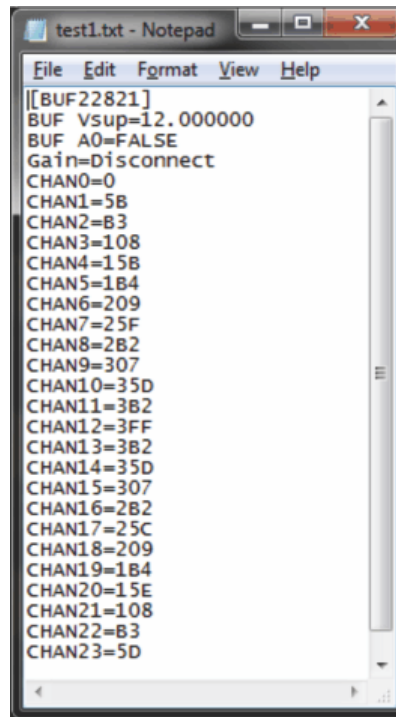 test1.txt - Notepad
File Edit Format View Help
[BUF22821]
BUF Vsup=12.000000
BUF A0=FALSE
Gain=Disconnect
CHAN0=0
CHAN1=5B
CHAN2=B3
CHAN3=108
CHAN4=15B
CHAN5=1B4
CHAN6=209
CHAN7=25F
CHAN8=2B2
CHAN9=307
CHAN10=35D
CHAN11=3B2
CHAN12=3FF
CHAN13=3B2
CHAN14=35D
CHAN15=307
CHAN16=2B2
CHAN17=25C
CHAN18=209
CHAN19=1B4
CHAN20=15E
CHAN21=108
CHAN22=B3
CHAN23=5D